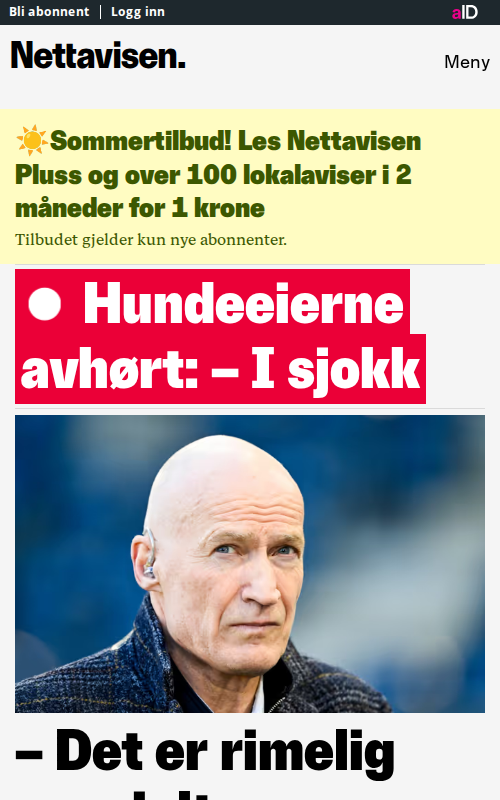 Bli abonnent
Logg inn
aID
Nettavisen.
Meny
Sommertilbud! Les Nettavisen
Pluss og over 100 lokalaviser i 2
måneder for 1 krone
Tilbudet gjelder kun nye abonnenter.
Hundeeierne
avhørt: – I sjokk
– Det er rimelig